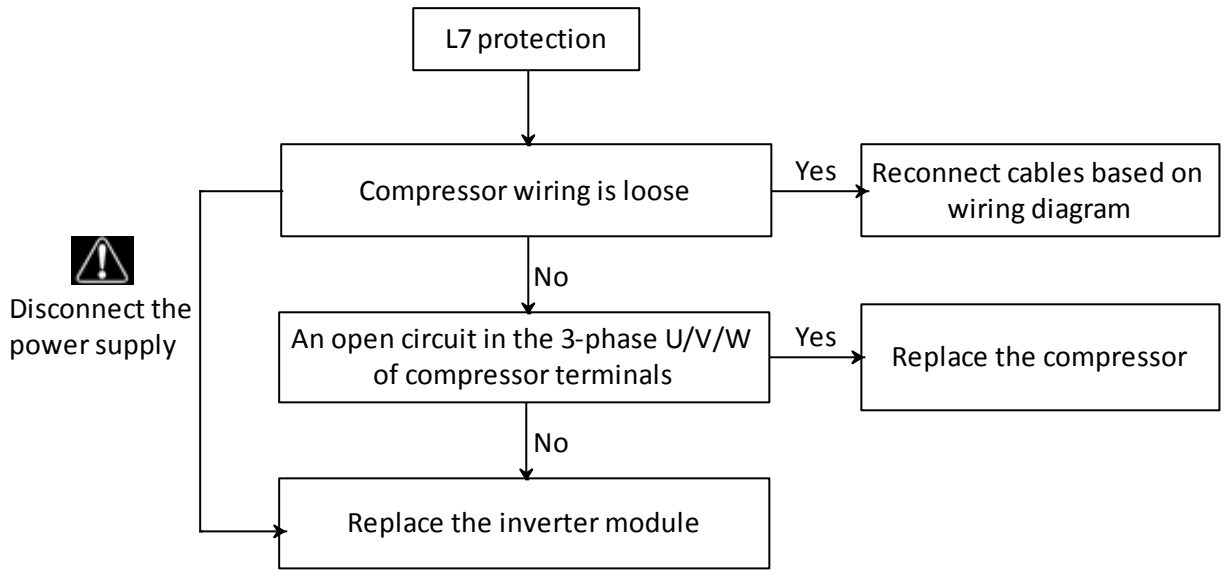 L7 protection
Compressor wiring is loose
Yes
Reconnect cables based on
wiring diagram
No
Disconnect the
power supply
An open circuit in the 3-phase U/V/W
of compressor terminals
Yes
Replace the compressor
No
Replace the inverter module